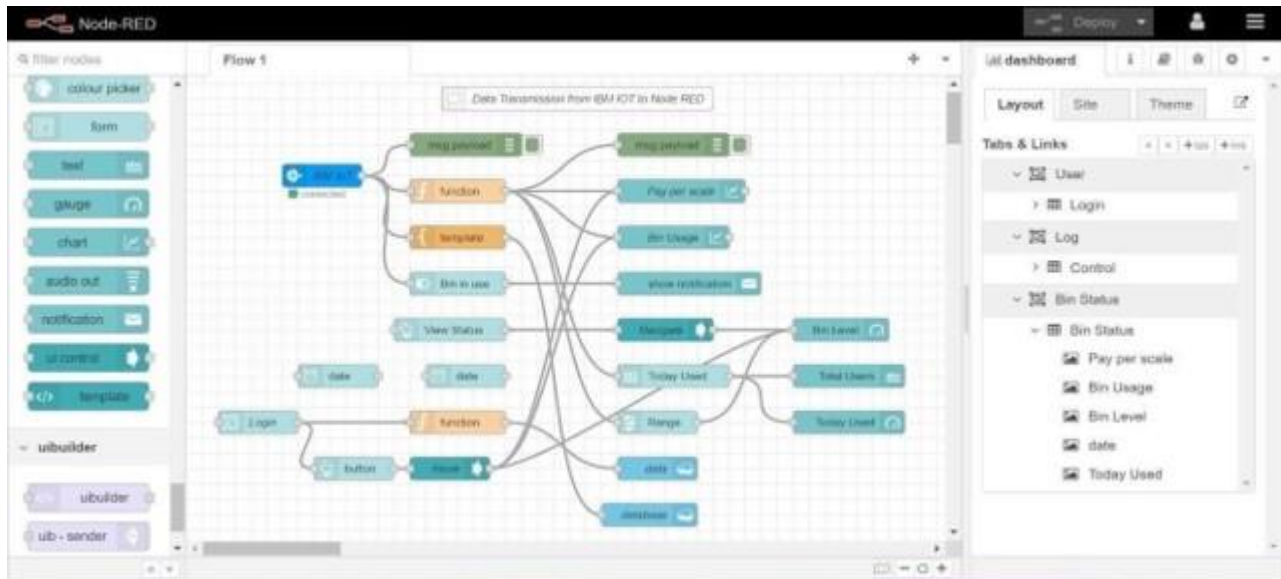 Node-RED
Deploy
filter nodes
colour picker
form
text
gauge
chart
audio out
notification
ui control
template
uibuilder
uibuilder
uib - sender
Flow 1
Data Transmission from IBM IOT to Node RED
msg.payload
msg.payload
connected
function
Pay per scale
template
Bin Usage
Bin in use
show notification
View Status
Navigate
Bin Level
date
date
Today Used
Total Users
Login
function
Range
Today Used
button
data
database
dashboard
i
Layout
Site
Theme
Tabs & Links
User
Login
Log
Control
Bin Status
Bin Status
Pay per scale
Bin Usage
Bin Level
date
Today Used